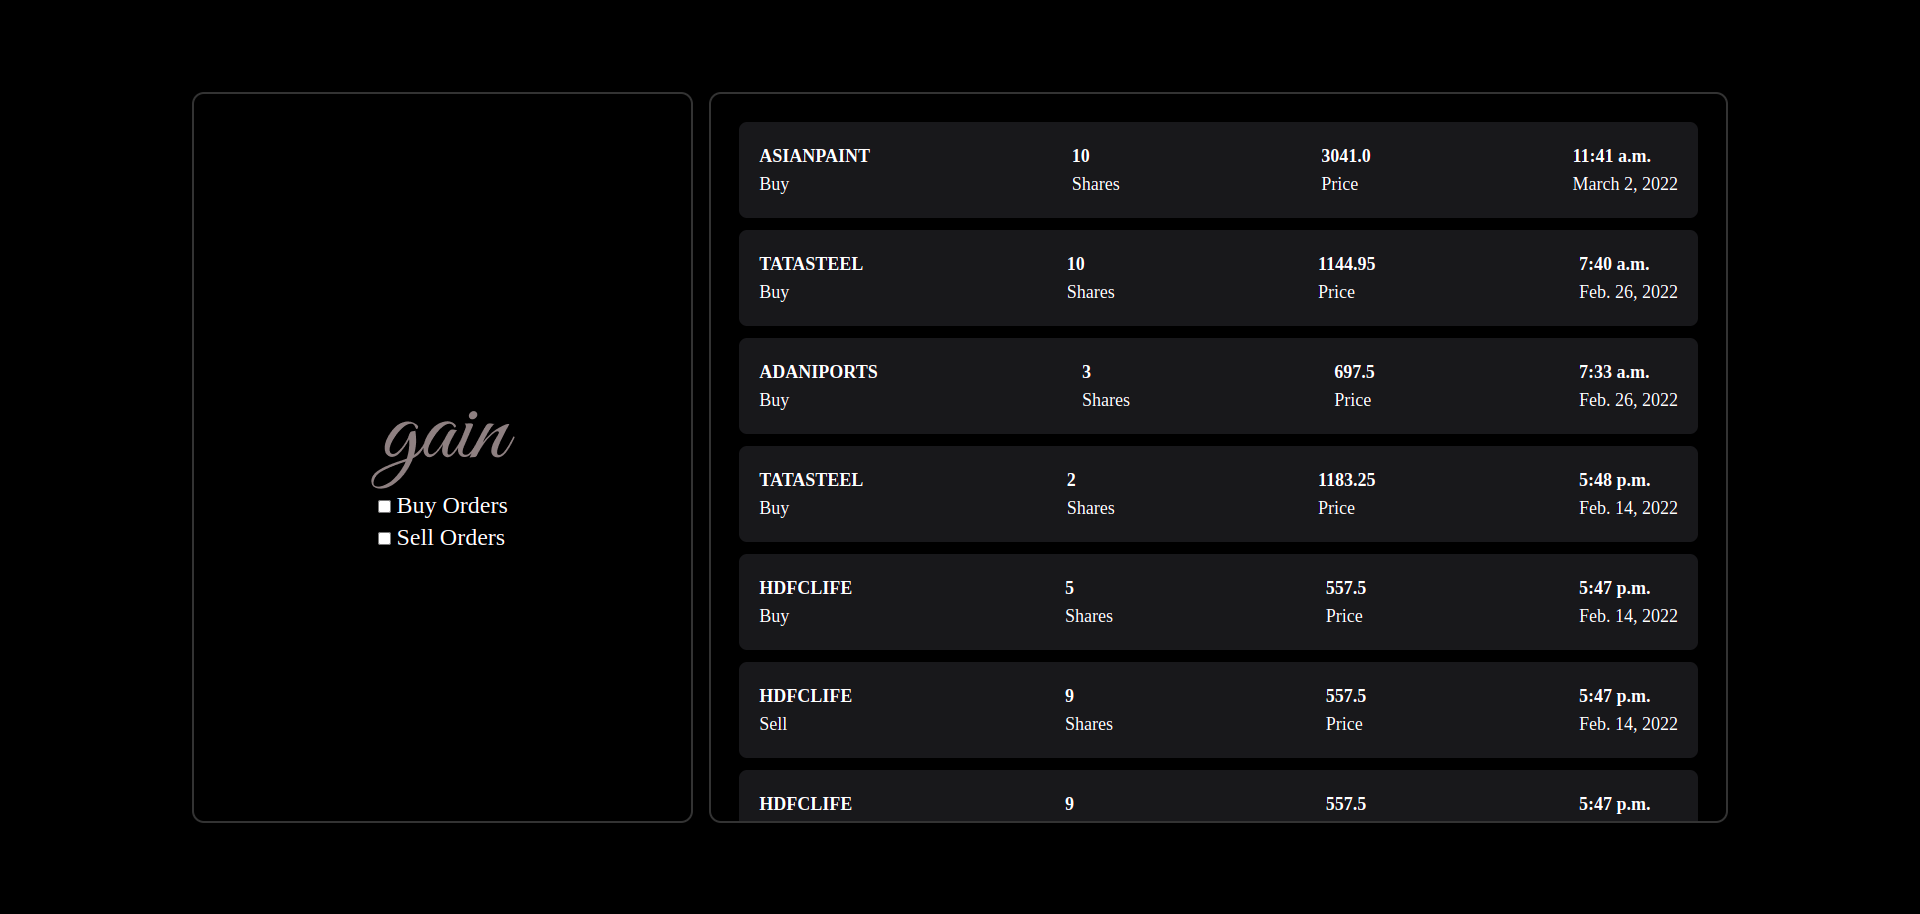 gain
Buy Orders
Sell Orders
ASIANPAINT 10 3041.0 11:41 a.m.
Buy Shares Price March 2, 2022
TATASTEEL 10 1144.95 7:40 a.m.
Buy Shares Price Feb. 26, 2022
ADANIPORTS 3 697.5 7:33 a.m.
Buy Shares Price Feb. 26, 2022
TATASTEEL 2 1183.25 5:48 p.m.
Buy Shares Price Feb. 14, 2022
HDFCLIFE 5 557.5 5:47 p.m.
Buy Shares Price Feb. 14, 2022
HDFCLIFE 9 557.5 5:47 p.m.
Sell Shares Price Feb. 14, 2022
HDFCLIFE 9 557.5 5:47 p.m.